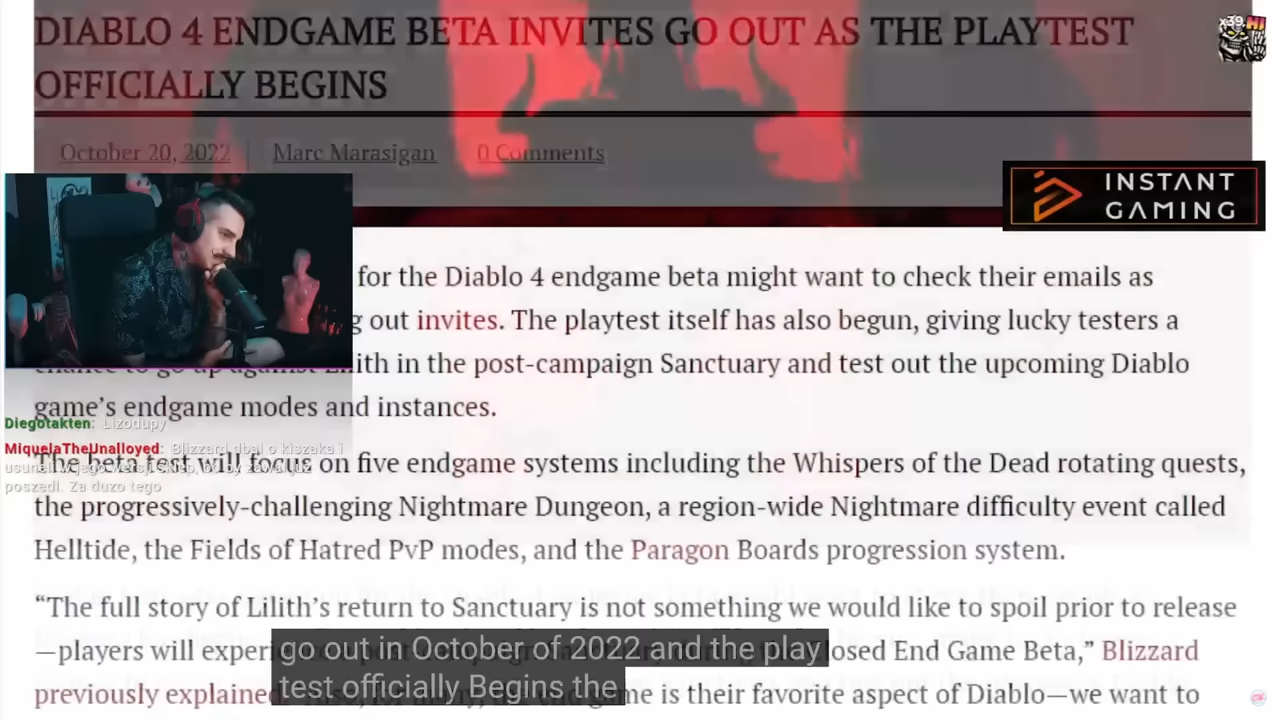 DIABLO 4 ENDGAME BETA INVITES GO OUT AS THE PLAYTEST
OFFICIALLY BEGINS
x39
HI
October 20, 2022
Marc Marasigan
0 Comments
INSTANT
GAMING
for the Diablo 4 endgame beta might want to check their emails as
g out invites. The playtest itself has also begun, giving lucky testers a
chance to go up against Lilith in the post-campaign Sanctuary and test out the upcoming Diablo
game’s endgame modes and instances.
Diegotakten: Lizodupy
MiquelaTheUnalloyed: Blizzard dbal o kiszaka i
poszedl. Za duzo tego
The beta test will focus on five endgame systems including the Whispers of the Dead rotating quests,
the progressively-challenging Nightmare Dungeon, a region-wide Nightmare difficulty event called
Helltide, the Fields of Hatred PvP modes, and the Paragon Boards progression system.
“The full story of Lilith’s return to Sanctuary is not something we would like to spoil prior to release
—players will experi
losed End Game Beta,” Blizzard
previously explained
me is their favorite aspect of Diablo—we want to
go out in October of 2022 and the play
test officially Begins the